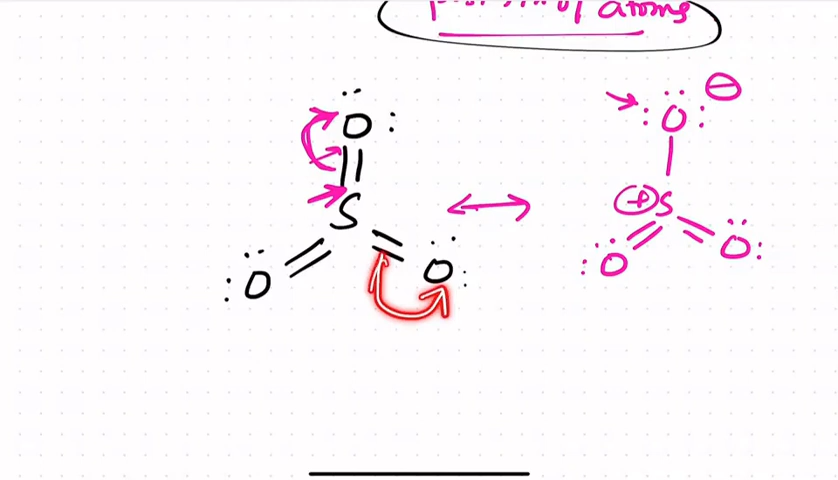 atoms
O :
: O ⊖
S
⊕ S
: O
O :
: O
O :